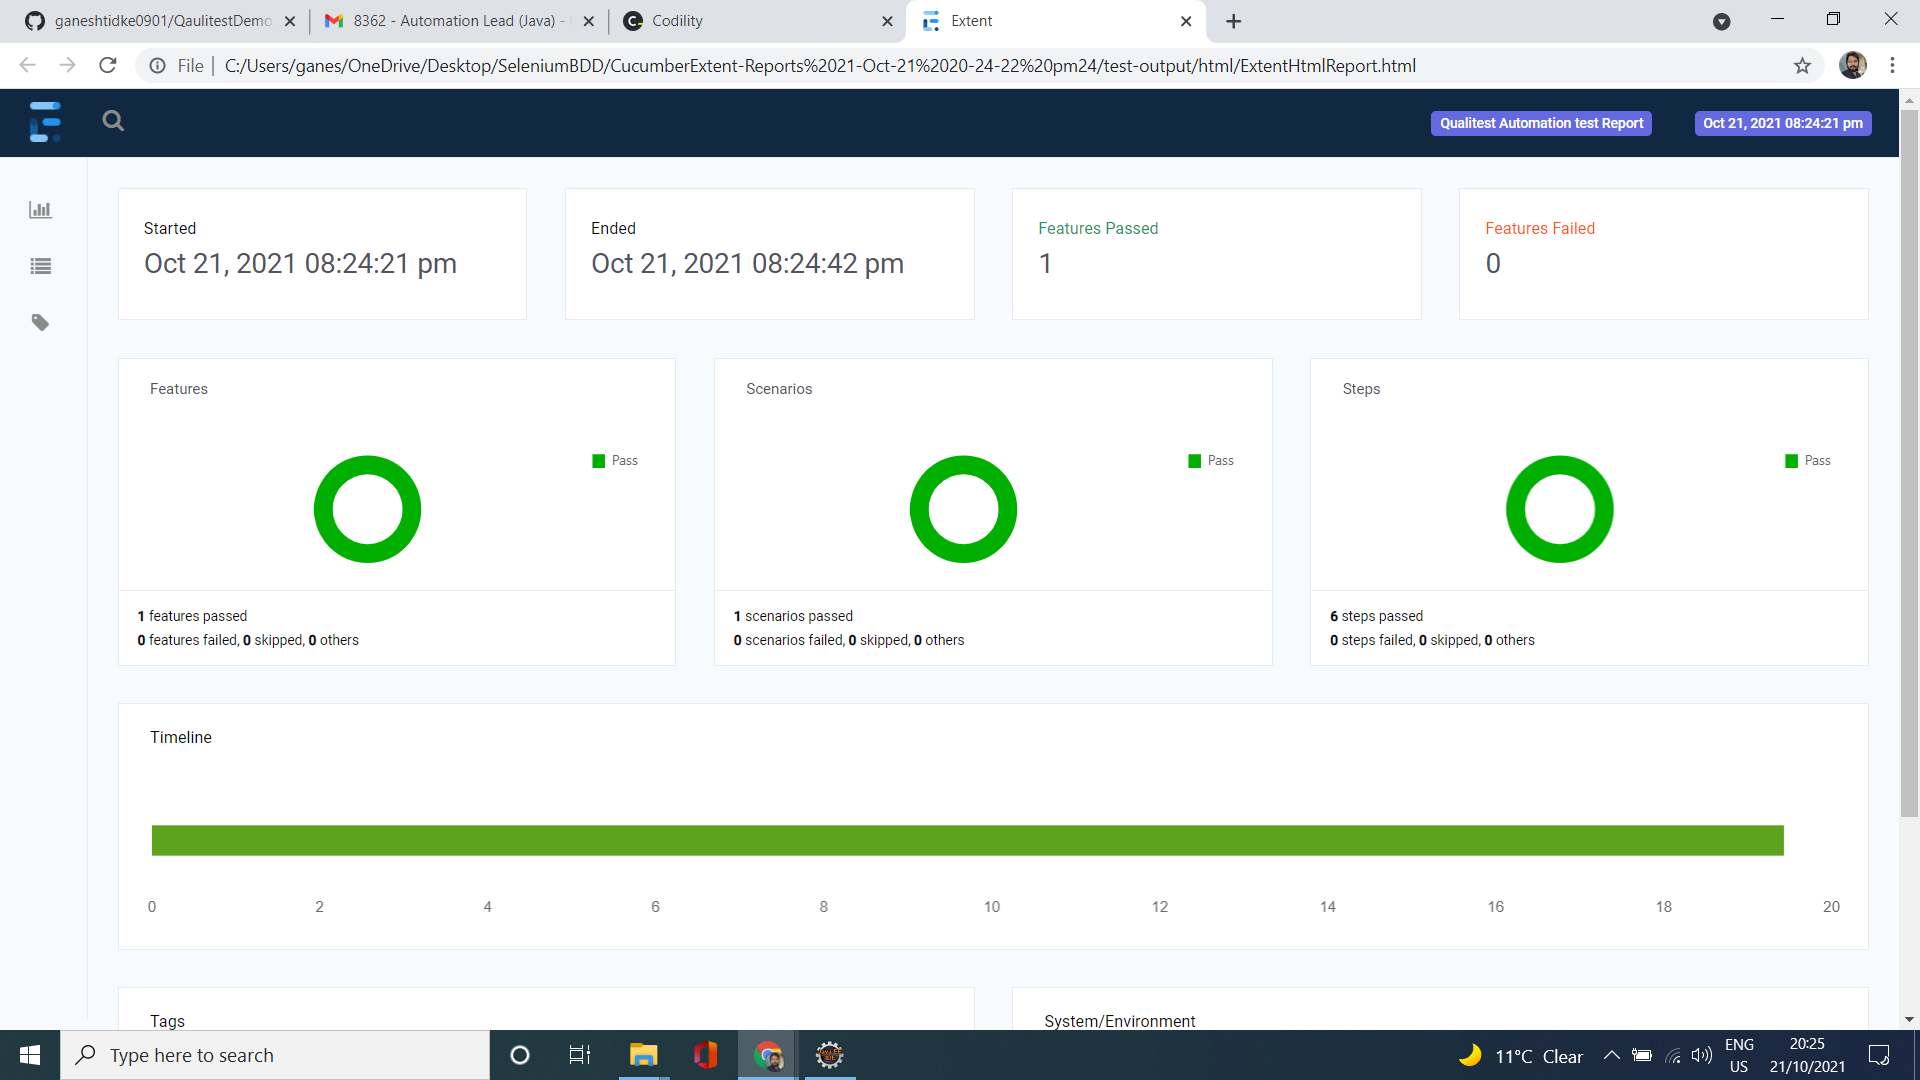 ganeshtidke0901/QaulitestDemo
8362 - Automation Lead (Java) -
Codility
Extent
File
C:/Users/ganes/OneDrive/Desktop/SeleniumBDD/CucumberExtent-Reports%2021-Oct-21%2020-24-22%20pm24/test-output/html/ExtentHtmlReport.html
Qualitest Automation test Report
Oct 21, 2021 08:24:21 pm
Started
Oct 21, 2021 08:24:21 pm
Ended
Oct 21, 2021 08:24:42 pm
Features Passed
1
Features Failed
0
Features
Pass
1 features passed
0 features failed, 0 skipped, 0 others
Scenarios
Pass
1 scenarios passed
0 scenarios failed, 0 skipped, 0 others
Steps
Pass
6 steps passed
0 steps failed, 0 skipped, 0 others
Timeline
0 2 4 6 8 10 12 14 16 18 20
Tags
System/Environment
Type here to search
11°C Clear
ENG
US
20:25
21/10/2021